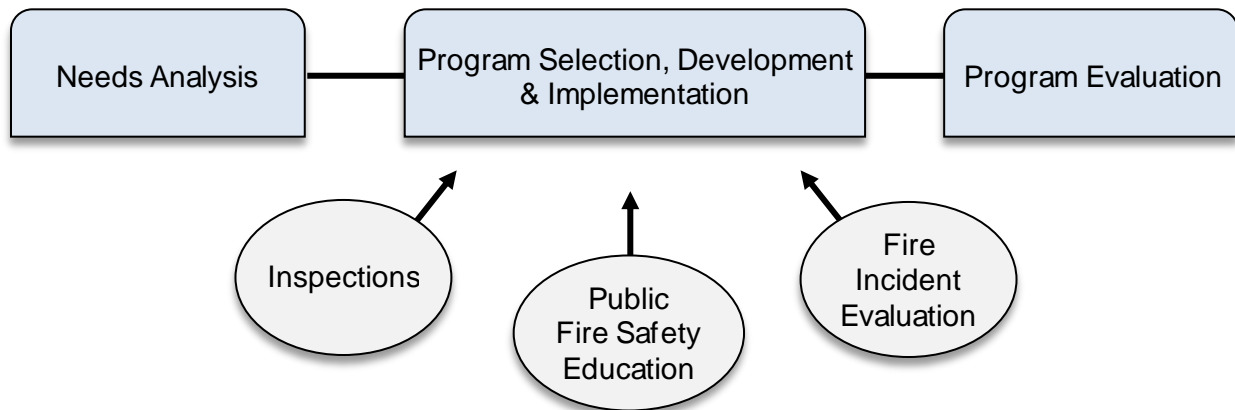 Needs Analysis
Program Selection, Development
& Implementation
Program Evaluation
Inspections
Public
Fire Safety
Education
Fire
Incident
Evaluation